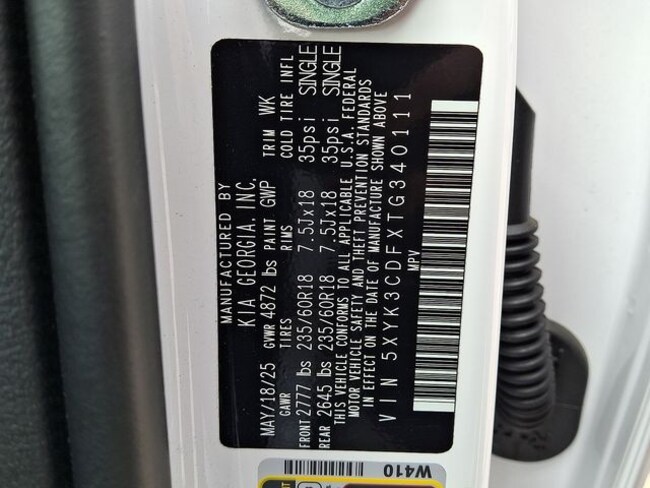 MANUFACTURED BY
KIA GEORGIA, INC.
MAY/18/25 GVWR 4872 lbs PAINT GWP TRIM WK
GAWR TIRES RIMS COLD TIRE INFL
FRONT 2777 lbs 235/60R18 7.5Jx18 35psi SINGLE
REAR 2645 lbs 235/60R18 7.5Jx18 35psi SINGLE
THIS VEHICLE CONFORMS TO ALL APPLICABLE U.S.A. FEDERAL
MOTOR VEHICLE SAFETY AND THEFT PREVENTION STANDARDS
IN EFFECT ON THE DATE OF MANUFACTURE SHOWN ABOVE
VIN 5XYK3CDFXTG340111
MPV
W410